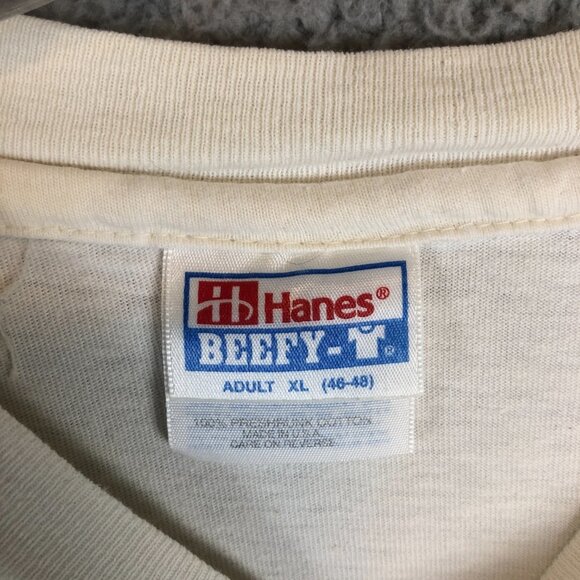 Hanes®
BEEFY-T®
ADULT XL (46-48)
100% PRESHRUNK COTTON
MADE IN U.S.A.
CARE ON REVERSE